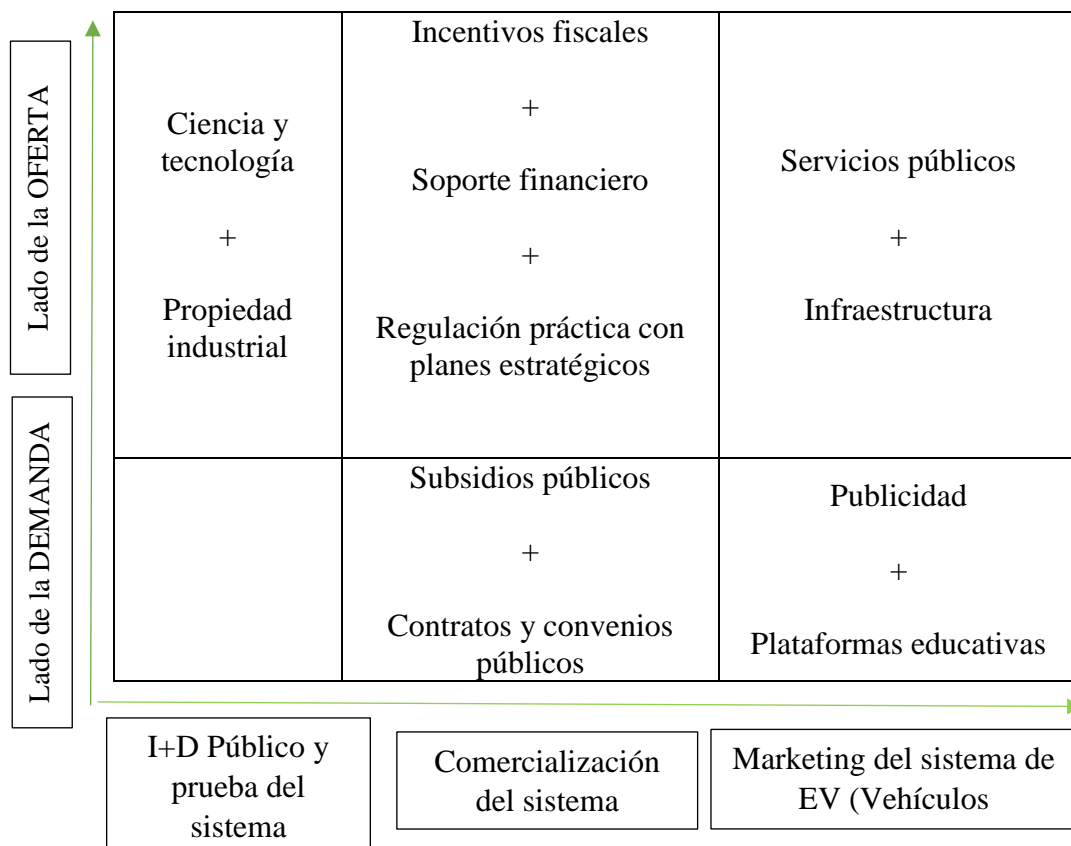 Lado de la OFERTA
Ciencia y
tecnología
+
Propiedad
industrial
Incentivos fiscales
+
Soporte financiero
+
Regulación práctica con
planes estratégicos
Servicios públicos
+
Infraestructura
Lado de la DEMANDA
Subsidios públicos
+
Contratos y convenios
públicos
Publicidad
+
Plataformas educativas
I+D Público y
prueba del
sistema
Comercialización
del sistema
Marketing del sistema de
EV (Vehículos